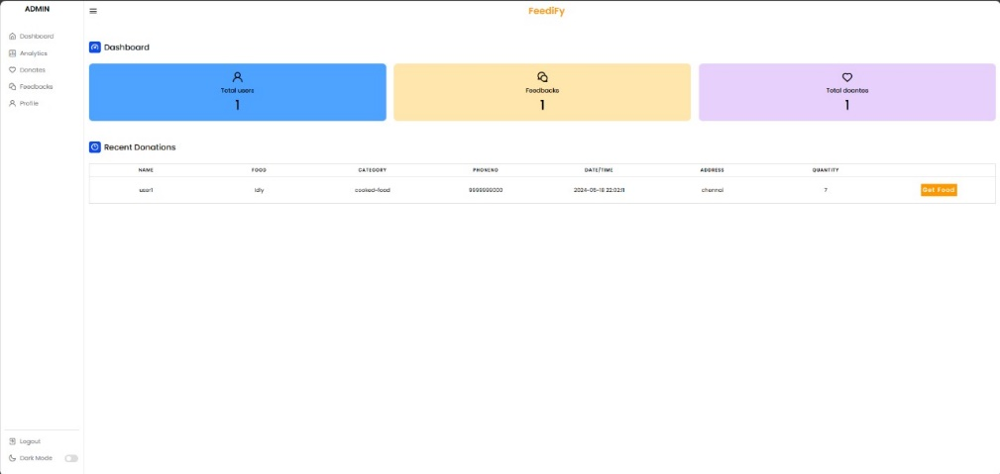 ADMIN
FeediFy
Dashboard
Analytics
Donates
Feedbacks
Profile
Dashboard
Total users
1
Feedbacks
1
Total doantes
1
Recent Donations
NAME FOOD CATEGORY PHONENO DATE/TIME ADDRESS QUANTITY
user1 idly cooked-food 9999999000 2024-05-18 22:02:11 chennai 7 Get Food
Logout
Dark Mode